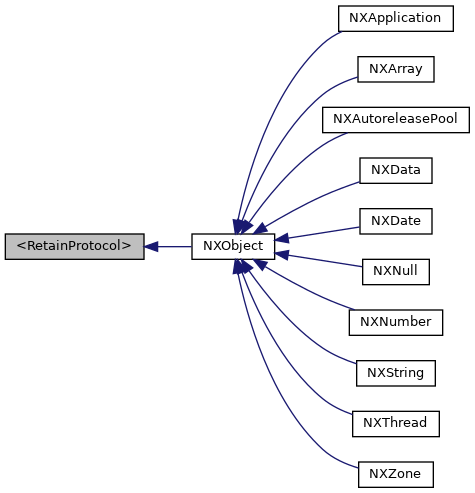 NXApplication
NXArray
NXAutoreleasePool
NXData
NXDate
<RetainProtocol>
NXObject
NXNull
NXNumber
NXString
NXThread
NXZone